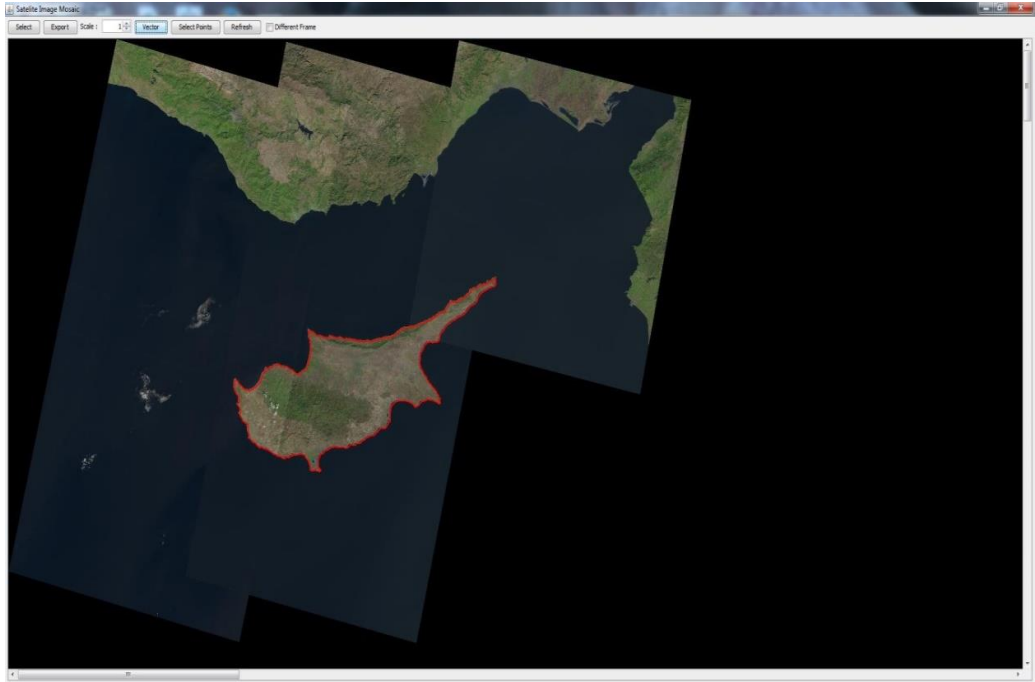 Satelite Image Mosaic
Select Export Scale : 1 Vector Select Points Refresh Different Frame